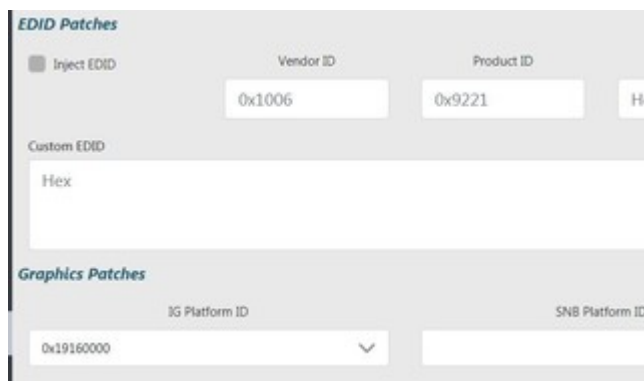 EDID Patches
Inject EDID
Vendor ID
Product ID
0x1006
0x9221
Custom EDID
Hex
Graphics Patches
IG Platform ID
SNB Platform ID
0x19160000